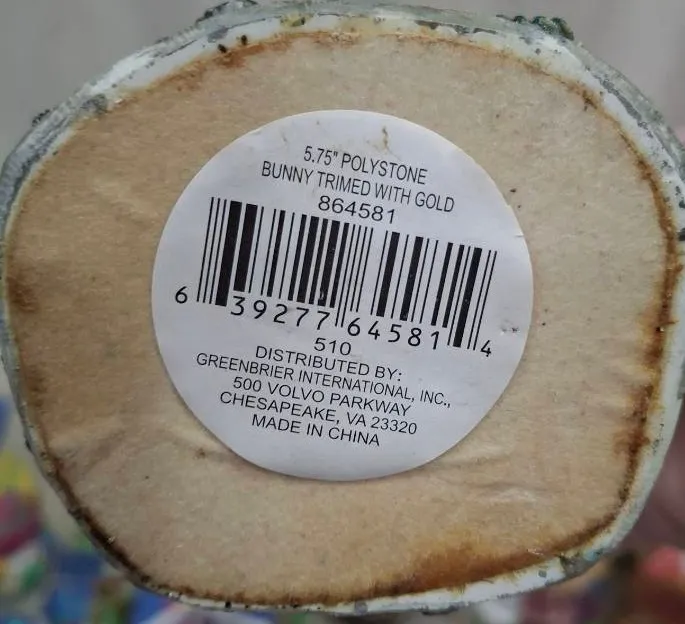 5.75" POLYSTONE
BUNNY TRIMED WITH GOLD
864581
6 39277 64581 4
510
DISTRIBUTED BY:
GREENBRIER INTERNATIONAL, INC.,
500 VOLVO PARKWAY
CHESAPEAKE, VA 23320
MADE IN CHINA